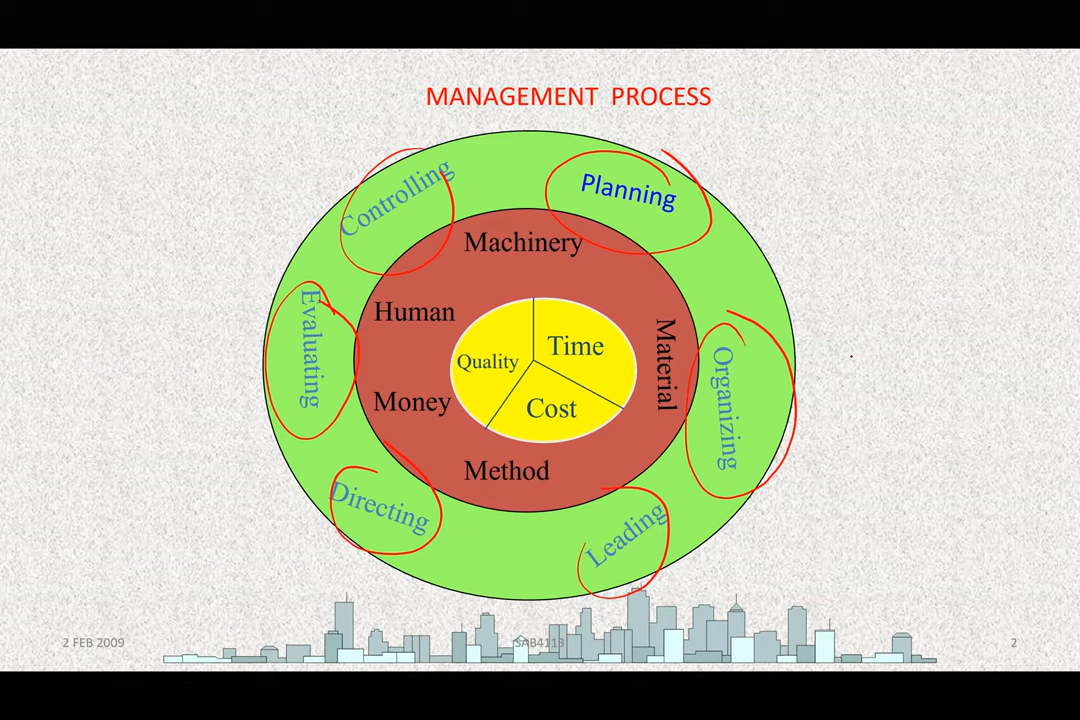 MANAGEMENT PROCESS
Controlling
Planning
Machinery
Human
Evaluating
Time
Quality
Material
Organizing
Money
Cost
Method
Directing
Leading
2 FEB 2009
SAB4113
2